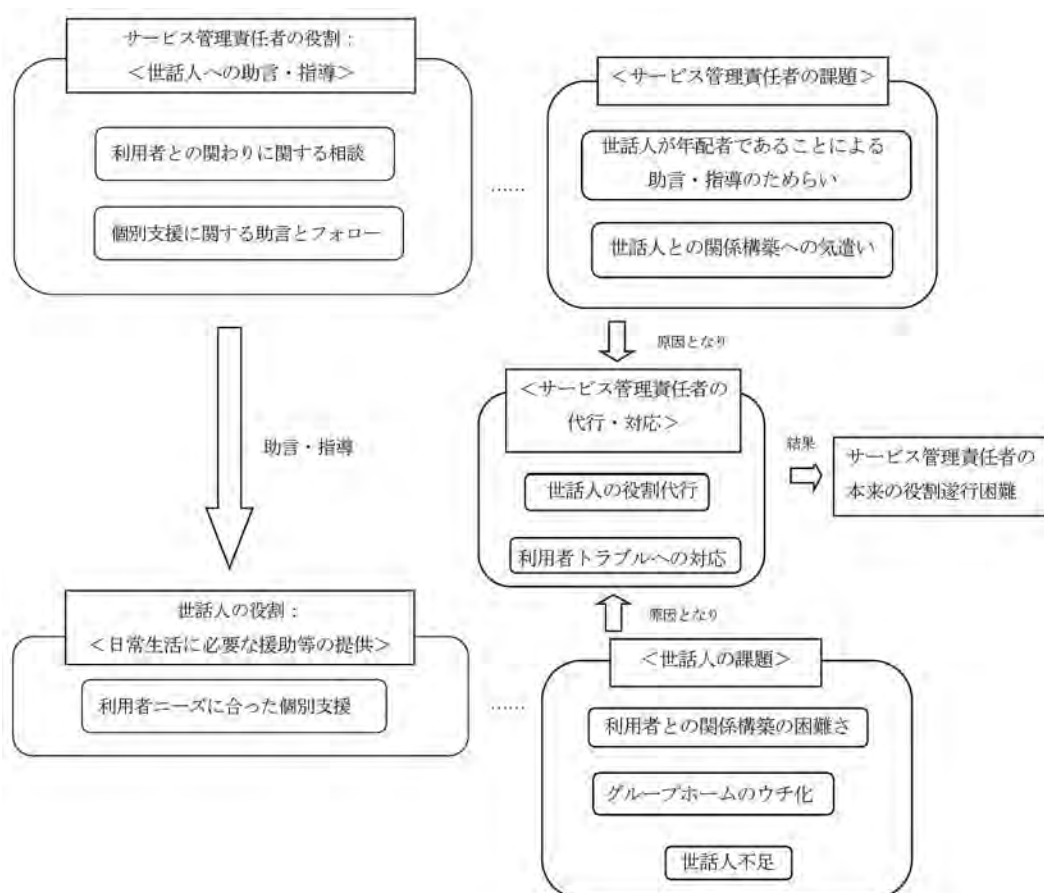 サービス管理責任者の役割：
＜世話人への助言・指導＞
利用者との関わりに関する相談
個別支援に関する助言とフォロー
……
＜サービス管理責任者の課題＞
世話人が年配者であることによる
助言・指導のためらい
世話人との関係構築への気遣い
原因となり
助言・指導
＜サービス管理責任者の
代行・対応＞
世話人の役割代行
利用者トラブルへの対応
結果
サービス管理責任者の
本来の役割遂行困難
原因となり
世話人の役割：
＜日常生活に必要な援助等の提供＞
利用者ニーズに合った個別支援
……
＜世話人の課題＞
利用者との関係構築の困難さ
グループホームのウチ化
世話人不足